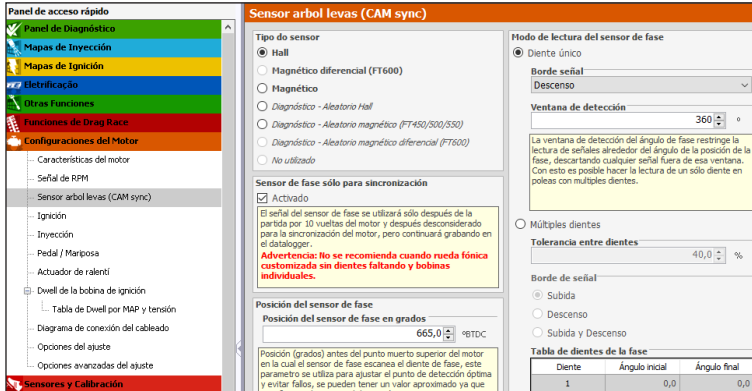 Panel de acceso rápido
Panel de Diagnóstico
Mapas de Inyección
Mapas de Ignición
Eletrificação
Otras Funciones
Funciones de Drag Race
Configuraciones del Motor
Características del motor
Señal de RPM
Sensor arbol levas (CAM sync)
Ignición
Inyección
Pedal / Mariposa
Actuador de ralentí
Dwell de la bobina de ignición
Tabla de Dwell por MAP y tensión
Diagrama de conexión del cableado
Opciones del ajuste
Opciones avanzadas del ajuste
Sensores y Calibración
Sensor arbol levas (CAM sync)
Tipo do sensor
Hall
Magnético diferencial (FT600)
Magnético
Diagnóstico - Aleatorio Hall
Diagnóstico - Aleatorio magnético (FT450/500/550)
Diagnóstico - Aleatorio magnético diferencial (FT600)
No utilizado
Sensor de fase sólo para sincronización
Activado
El señal del sensor de fase se utilizará sólo después de la
partida por 10 vueltas del motor y después desconsiderado
para la sincronización del motor, pero continuará grabando en
el datalogger.
Advertencia: No se recomienda cuando rueda fónica
customizada sin dientes faltando y bobinas
individuales.
Posición del sensor de fase
Posición del sensor de fase en grados
665,0 ºBTDC
Posición (grados) antes del punto muerto superior del motor
en la cual el sensor de fase escanea el diente de fase, este
parametro se utiliza para ajustar el punto de detección óptima
y evitar fallos, se pueden tener un valor aproximado ya que
Modo de lectura del sensor de fase
Diente único
Borde señal
Descenso
Ventana de detección
360 º
La ventana de detección del ángulo de fase restringe la
lectura de señales alrededor del ángulo de la posición de la
fase, descartando cualquier señal fuera de esa ventana.
Con esto es posible hacer la lectura de un sólo diente en
poleas con multiples dientes.
Múltiples dientes
Tolerancia entre dientes
40,0 %
Borde de señal
Subida
Descenso
Subida y Descenso
Tabla de dientes de la fase
Diente Ángulo inicial Ángulo final
1 0,0 0,0